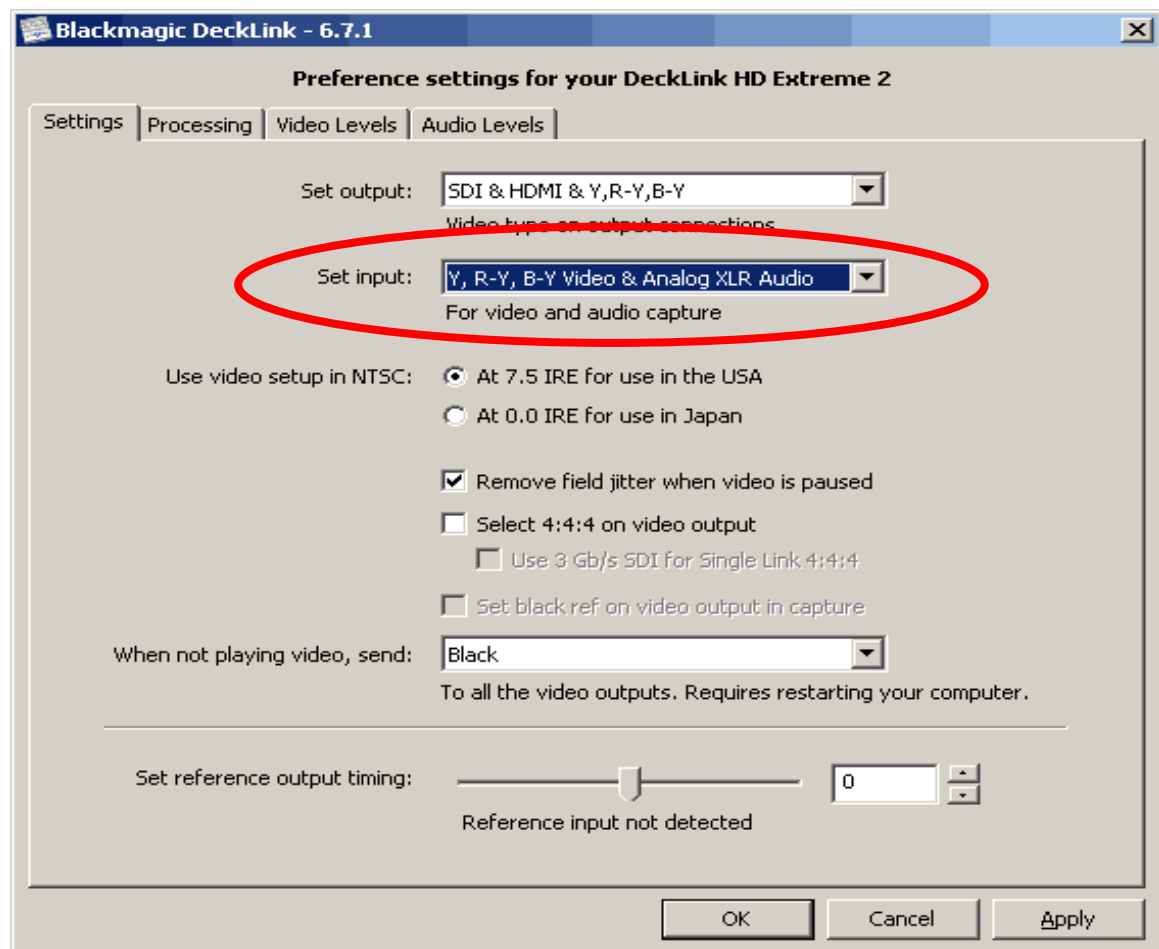 Blackmagic DeckLink - 6.7.1
Preference settings for your DeckLink HD Extreme 2
Settings Processing Video Levels Audio Levels
Set output: SDI & HDMI & Y,R-Y,B-Y
Video type on output connections
Set input: Y, R-Y, B-Y Video & Analog XLR Audio
For video and audio capture
Use video setup in NTSC: At 7.5 IRE for use in the USA
At 0.0 IRE for use in Japan
Remove field jitter when video is paused
Select 4:4:4 on video output
Use 3 Gb/s SDI for Single Link 4:4:4
Set black ref on video output in capture
When not playing video, send: Black
To all the video outputs. Requires restarting your computer.
Set reference output timing: 0
Reference input not detected
OK Cancel Apply